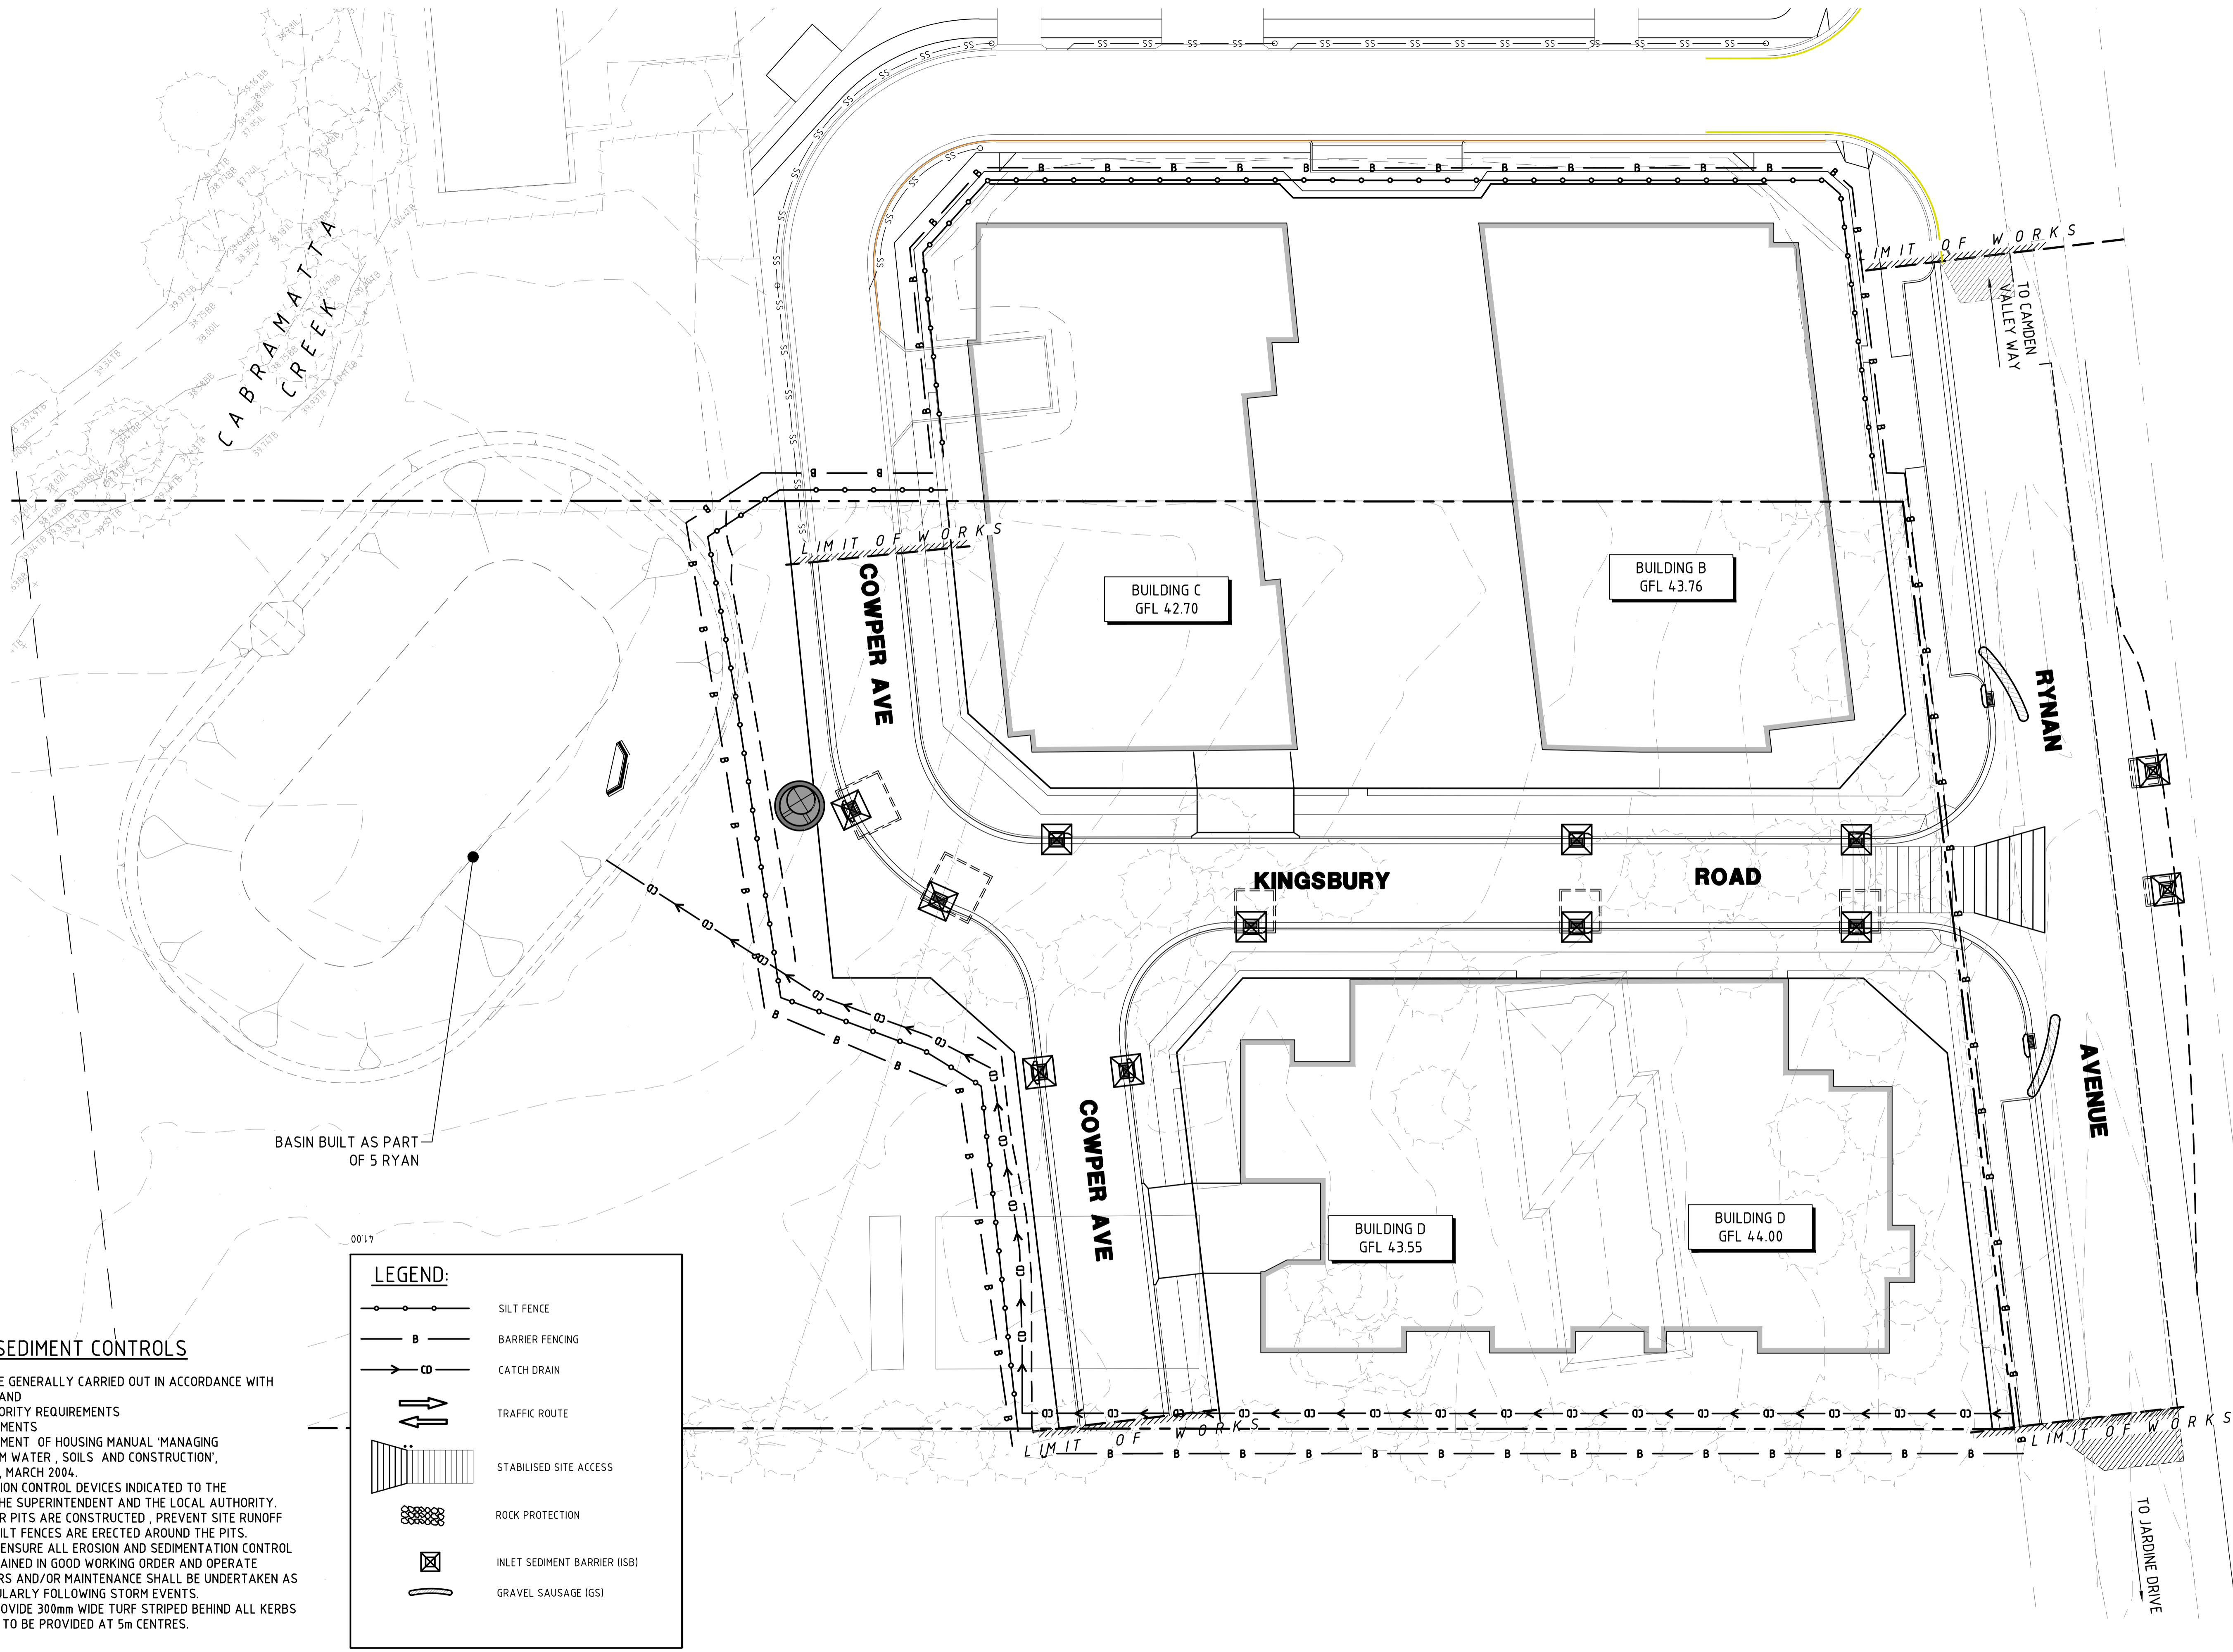 CABRAMATTA
CREEK
LIMIT OF WORKS
TO CAMDEN
VALLEY WAY
LIMIT OF WORKS
COWPER AVE
BUILDING C
GFL 42.70
BUILDING B
GFL 43.76
RYNAN
KINGSBURY ROAD
AVENUE
COWPER AVE
BASIN BUILT AS PART
OF 5 RYAN
BUILDING D
GFL 43.55
BUILDING D
GFL 44.00
41.00
LIMIT OF WORKS
LIMIT OF WORKS
TO JARDINE DRIVE
LEGEND:
SILT FENCE
B
BARRIER FENCING
CD
CATCH DRAIN
TRAFFIC ROUTE
STABILISED SITE ACCESS
ROCK PROTECTION
INLET SEDIMENT BARRIER (ISB)
GRAVEL SAUSAGE (GS)
SEDIMENT CONTROLS
E GENERALLY CARRIED OUT IN ACCORDANCE WITH
AND
ORITY REQUIREMENTS
MENTS
MENT OF HOUSING MANUAL 'MANAGING
M WATER , SOILS AND CONSTRUCTION',
, MARCH 2004.
ION CONTROL DEVICES INDICATED TO THE
HE SUPERINTENDENT AND THE LOCAL AUTHORITY.
R PITS ARE CONSTRUCTED , PREVENT SITE RUNOFF
ILT FENCES ARE ERECTED AROUND THE PITS.
ENSURE ALL EROSION AND SEDIMENTATION CONTROL
AINED IN GOOD WORKING ORDER AND OPERATE
RS AND/OR MAINTENANCE SHALL BE UNDERTAKEN AS
ULARLY FOLLOWING STORM EVENTS.
OVIDE 300mm WIDE TURF STRIPED BEHIND ALL KERBS
TO BE PROVIDED AT 5m CENTRES.